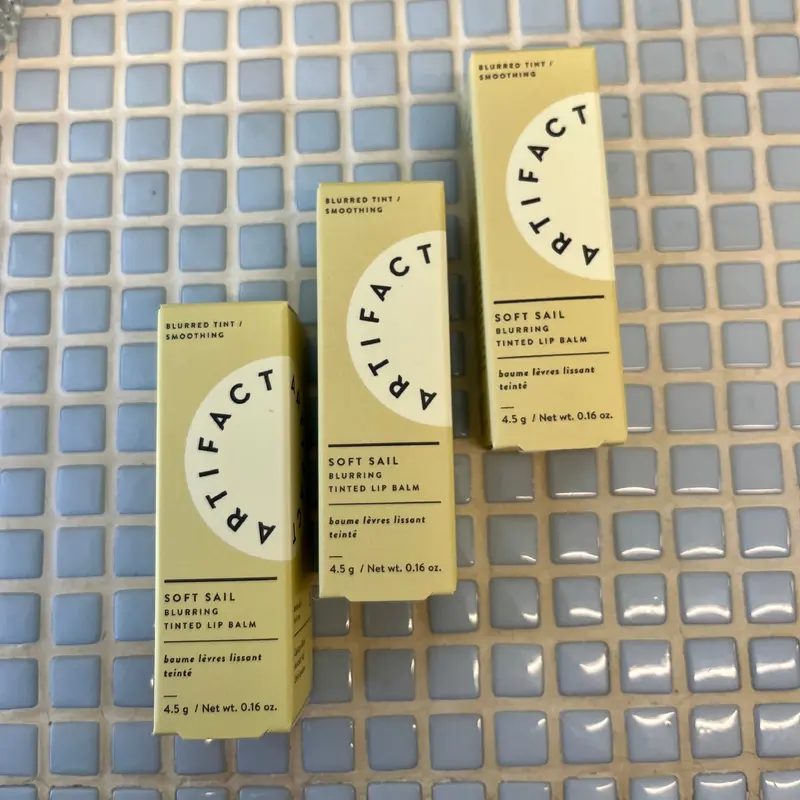 BLURRED TINT /
SMOOTHING
ARTIFACT
SOFT SAIL
BLURRING
TINTED LIP BALM
baume lèvres lissant
teinté
4.5 g / Net wt. 0.16 oz.
BLURRED TINT /
SMOOTHING
ARTIFACT
SOFT SAIL
BLURRING
TINTED LIP BALM
baume lèvres lissant
teinté
4.5 g / Net wt. 0.16 oz.
BLURRED TINT /
SMOOTHING
ARTIFACT
SOFT SAIL
BLURRING
TINTED LIP BALM
baume lèvres lissant
teinté
4.5 g / Net wt. 0.16 oz.